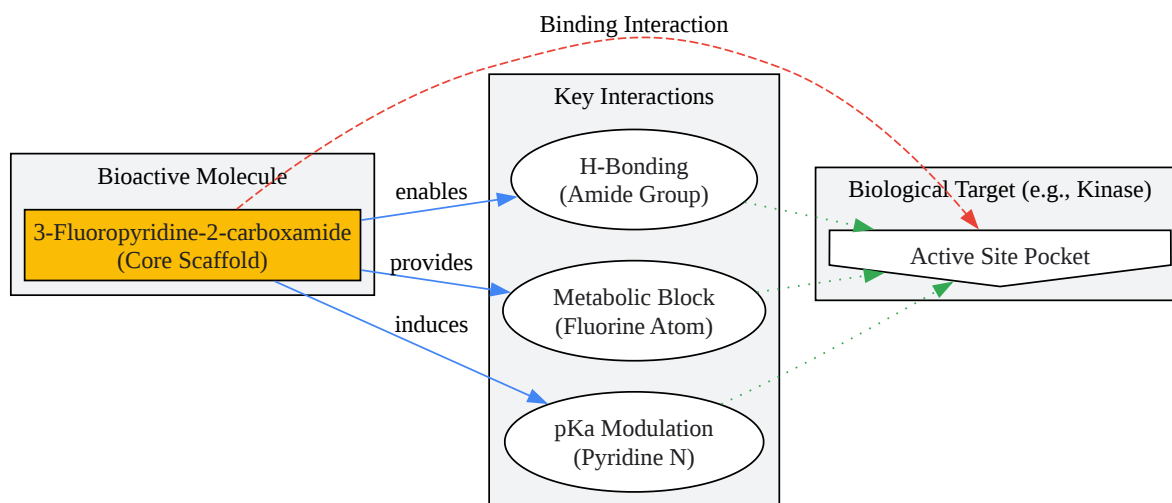 Binding Interaction
Key Interactions
Bioactive Molecule
3-Fluoropyridine-2-carboxamide
(Core Scaffold)
enables
provides
induces
H-Bonding
(Amide Group)
Metabolic Block
(Fluorine Atom)
pKa Modulation
(Pyridine N)
Biological Target (e.g., Kinase)
Active Site Pocket